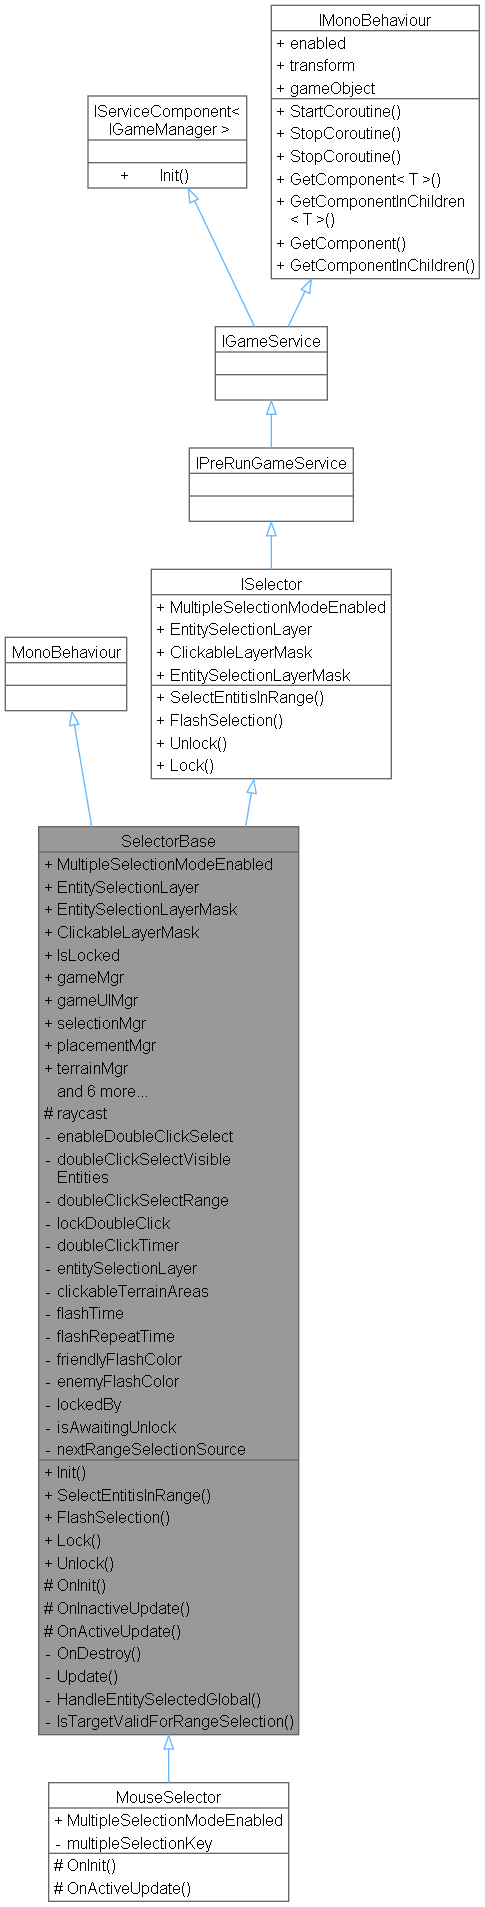 IMonoBehaviour
+ enabled
+ transform
+ gameObject
+ StartCoroutine()
+ StopCoroutine()
+ StopCoroutine()
+ GetComponent< T >()
+ GetComponentInChildren
< T >()
+ GetComponent()
+ GetComponentInChildren()
IServiceComponent<
IGameManager >
+ Init()
IGameService
IPreRunGameService
ISelector
+ MultipleSelectionModeEnabled
+ EntitySelectionLayer
+ ClickableLayerMask
+ EntitySelectionLayerMask
+ SelectEntitisInRange()
+ FlashSelection()
+ Unlock()
+ Lock()
MonoBehaviour
SelectorBase
+ MultipleSelectionModeEnabled
+ EntitySelectionLayer
+ EntitySelectionLayerMask
+ ClickableLayerMask
+ IsLocked
+ gameMgr
+ gameUIMgr
+ selectionMgr
+ placementMgr
+ terrainMgr
and 6 more...
# raycast
- enableDoubleClickSelect
- doubleClickSelectVisible
Entities
- doubleClickSelectRange
- lockDoubleClick
- doubleClickTimer
- entitySelectionLayer
- clickableTerrainAreas
- flashTime
- flashRepeatTime
- friendlyFlashColor
- enemyFlashColor
- lockedBy
- isAwaitingUnlock
- nextRangeSelectionSource
+ Init()
+ SelectEntitisInRange()
+ FlashSelection()
+ Lock()
+ Unlock()
# OnInit()
# OnInactiveUpdate()
# OnActiveUpdate()
- OnDestroy()
- Update()
- HandleEntitySelectedGlobal()
- IsTargetValidForRangeSelection()
MouseSelector
+ MultipleSelectionModeEnabled
- multipleSelectionKey
# OnInit()
# OnActiveUpdate()